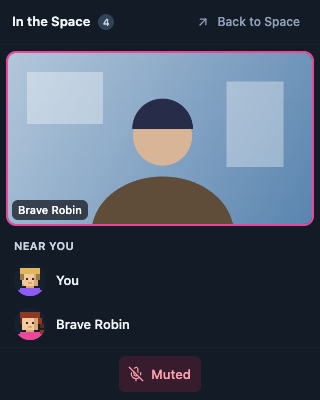 In the Space 4
Back to Space
Brave Robin
NEAR YOU
You
Brave Robin
Muted